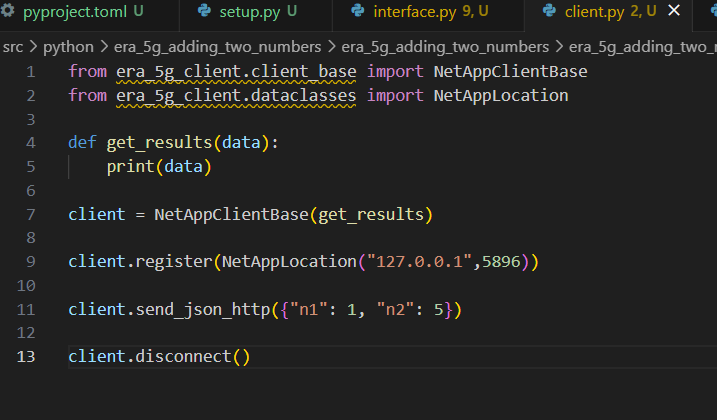 pyproject.toml U setup.py U interface.py 9, U client.py 2, U
src > python > era_5g_adding_two_numbers > era_5g_adding_two_numbers > era_5g_adding_two_
1 from era_5g_client.client_base import NetAppClientBase
2 from era_5g_client.dataclasses import NetAppLocation
3
4 def get_results(data):
5     print(data)
6
7 client = NetAppClientBase(get_results)
8
9 client.register(NetAppLocation("127.0.0.1",5896))
10
11 client.send_json_http({"n1": 1, "n2": 5})
12
13 client.disconnect()